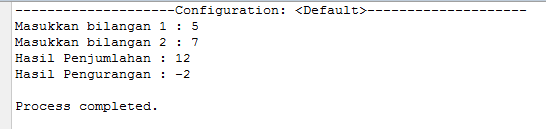 --------------------Configuration: <Default>--------------------
Masukkan bilangan 1 : 5
Masukkan bilangan 2 : 7
Hasil Penjumlahan : 12
Hasil Pengurangan : -2
Process completed.